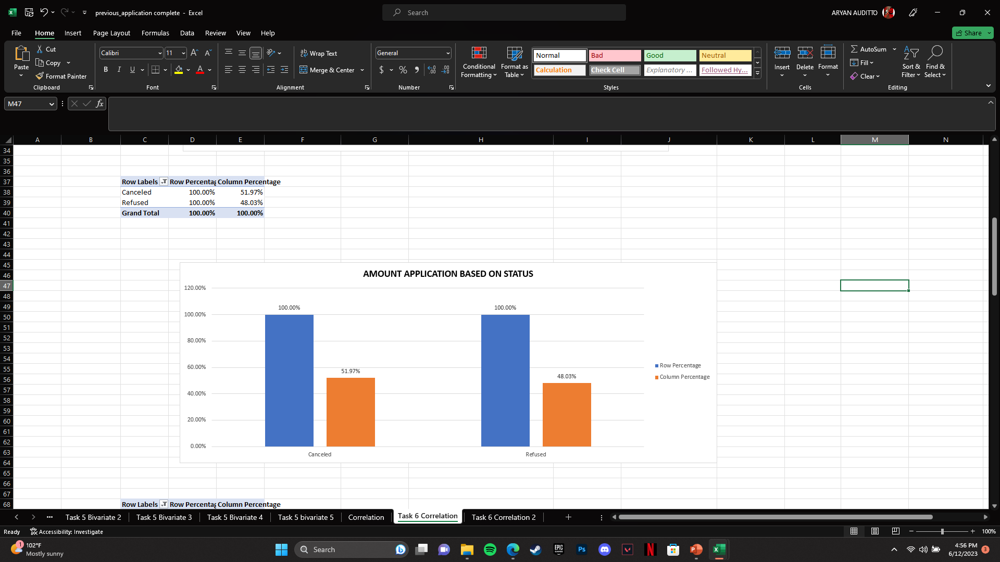 previous_application complete - Excel
Search
ARYAN AUDITTO
File Home Insert Page Layout Formulas Data Review View Help
Share
Paste
Cut
Copy
Format Painter
Clipboard
Calibri 11
B I U
A
Font
Wrap Text
Merge & Center
Alignment
General
$ % ,
Number
Conditional Formatting
Format as Table
Normal Bad Good Neutral
Calculation Check Cell Explanatory ... Followed Hy...
Styles
Insert Delete Format
Cells
AutoSum
Fill
Clear
Sort & Filter
Find & Select
Editing
M47
fx
A B C D E F G H I J K L M N
34
35
36
37 Row Labels Row Percentag Column Percentage
38 Canceled 100.00% 51.97%
39 Refused 100.00% 48.03%
40 Grand Total 100.00% 100.00%
41
42
43
44
45
46
47
48
49
50
51
52
53
54
55
56
57
58
59
60
61
62
63
64
65
66
67
AMOUNT APPLICATION BASED ON STATUS
120.00%
100.00%
80.00%
60.00%
40.00%
20.00%
0.00%
100.00%
51.97%
100.00%
48.03%
Canceled
Refused
Row Percentage
Column Percentage
68 Row Labels Row Percentag Column Percentage
Task 5 Bivariate 2 Task 5 Bivariate 3 Task 5 Bivariate 4 Task 5 bivariate 5 Correlation Task 6 Correlation Task 6 Correlation 2
Ready Accessibility: Investigate
100%
1
102°F
Mostly sunny
Search
EPIC GAMES
Ps
N
4:56 PM
6/12/2023
3